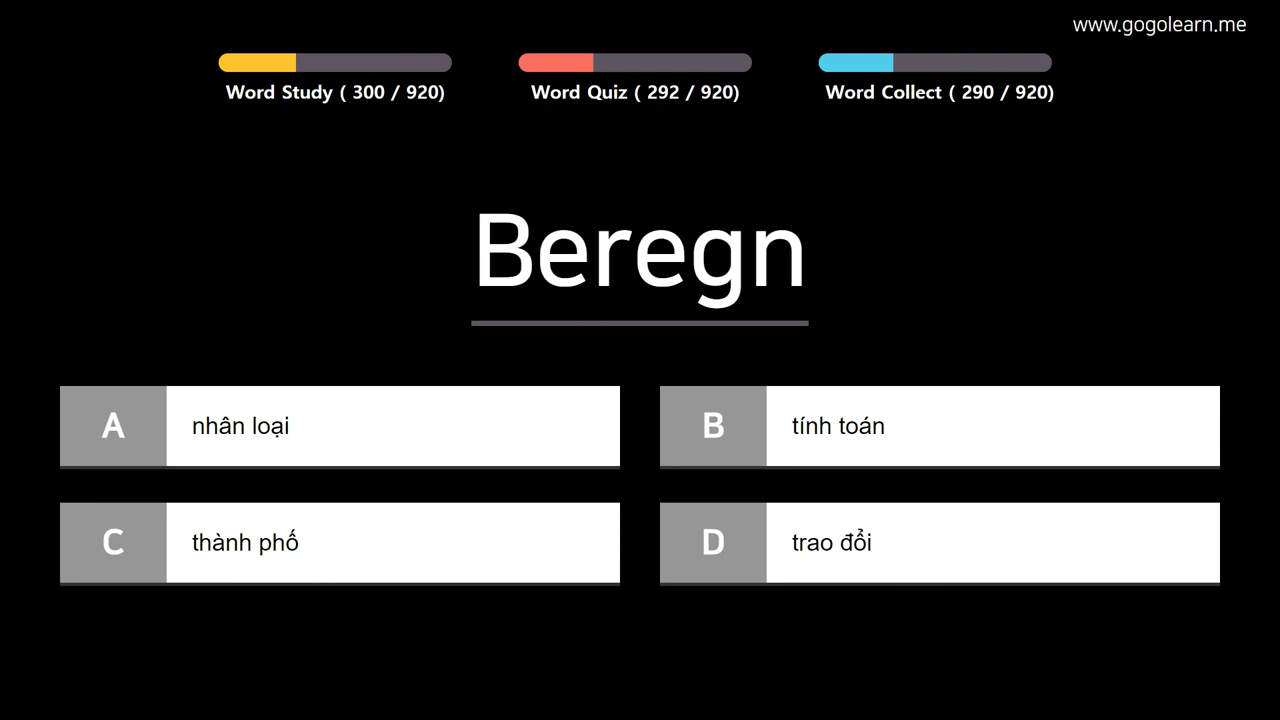 www.gogolearn.me
Word Study ( 300 / 920)
Word Quiz ( 292 / 920)
Word Collect ( 290 / 920)
Beregn
A nhân loại
B tính toán
C thành phố
D trao đổi